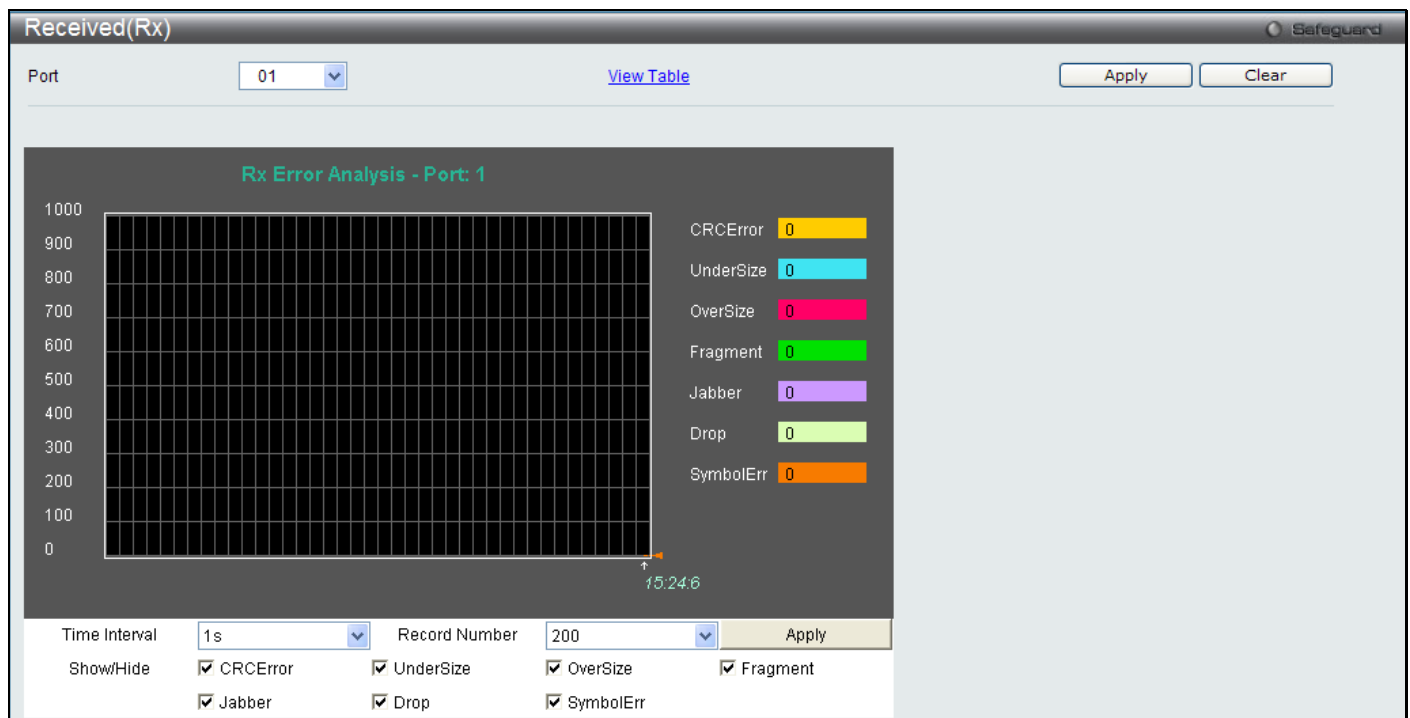 Received(Rx)
Safeguard
Port
01
View Table
Apply
Clear
Rx Error Analysis - Port: 1
1000
900
800
700
600
500
400
300
200
100
0
CRCError 0
UnderSize 0
OverSize 0
Fragment 0
Jabber 0
Drop 0
SymbolErr 0
15:24:6
Time Interval 1s Record Number 200 Apply
Show/Hide CRCError UnderSize OverSize Fragment
Jabber Drop SymbolErr